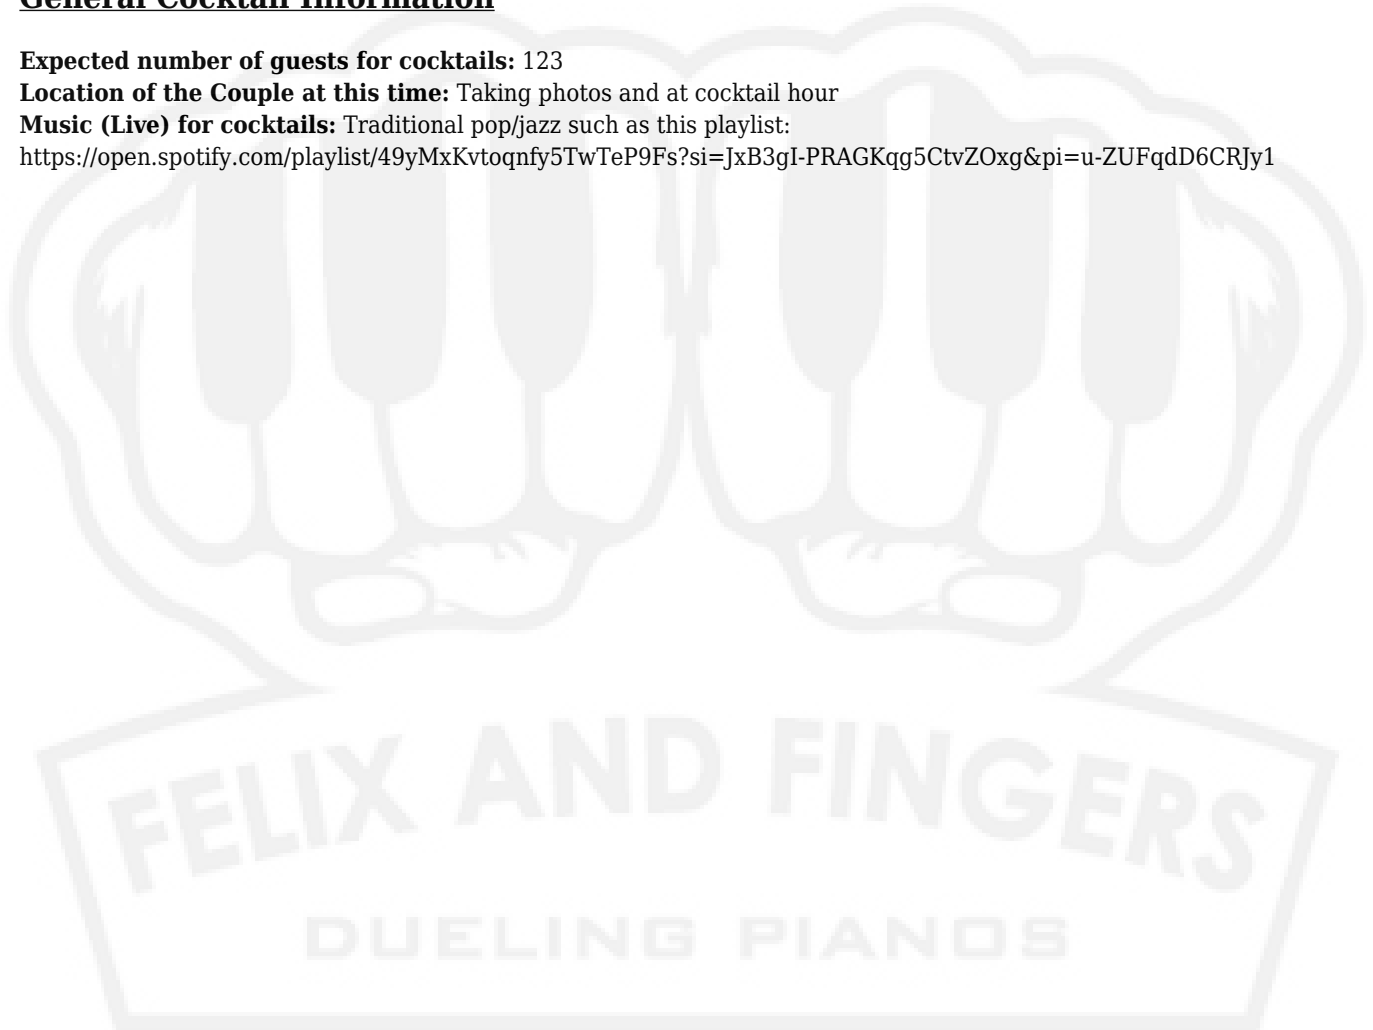 General Cocktail Information
Expected number of guests for cocktails: 123
Location of the Couple at this time: Taking photos and at cocktail hour
Music (Live) for cocktails: Traditional pop/jazz such as this playlist:
https://open.spotify.com/playlist/49yMxKvtoqnfy5TwTeP9Fs?si=JxB3gI-PRAGKqg5CtvZOxg&pi=u-ZUFqdD6CRJy1
FELIX AND FINGERS
DUELING PIANOS